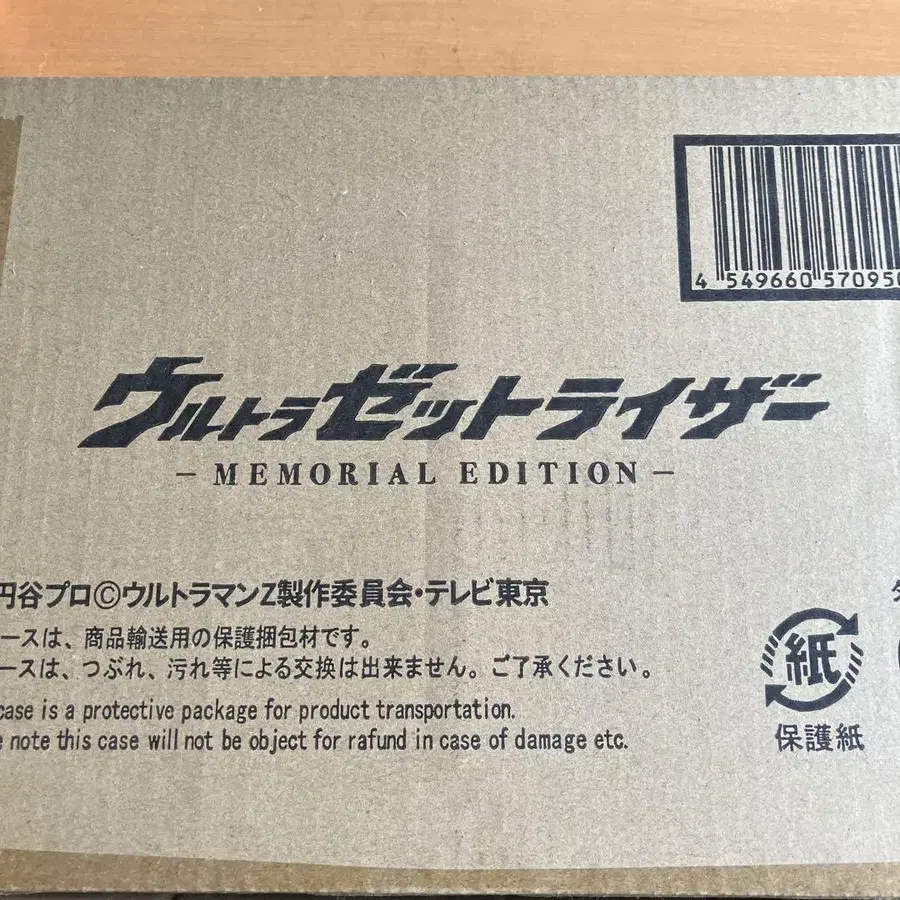 4 549660 57095
ウルトラゼットライザー
- MEMORIAL EDITION -
円谷プロ©ウルトラマンZ製作委員会・テレビ東京
ースは、商品輸送用の保護梱包材です。
ースは、つぶれ、汚れ等による交換は出来ません。ご了承ください。
case is a protective package for product transportation.
e note this case will not be object for rafund in case of damage etc.
紙
保護紙